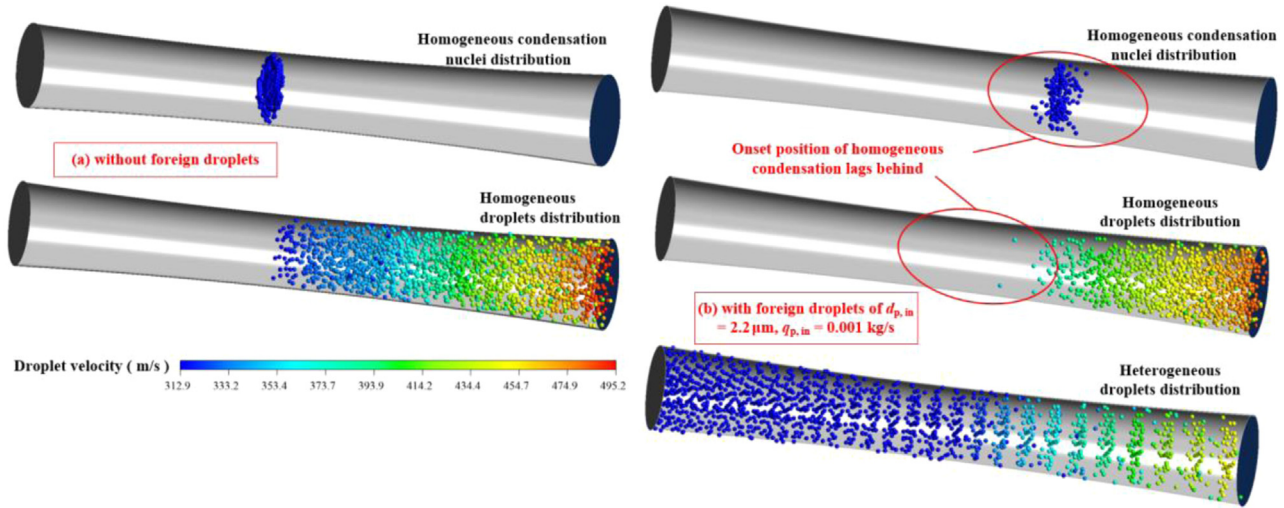 Homogeneous condensation
nuclei distribution
(a) without foreign droplets
Homogeneous
droplets distribution
Droplet velocity ( m/s )
312.9 333.2 353.4 373.7 393.9 414.2 434.4 454.7 474.9 495.2
Homogeneous condensation
nuclei distribution
Onset position of homogeneous
condensation lags behind
Homogeneous
droplets distribution
(b) with foreign droplets of dp, in
= 2.2 μm, qp, in = 0.001 kg/s
Heterogeneous
droplets distribution